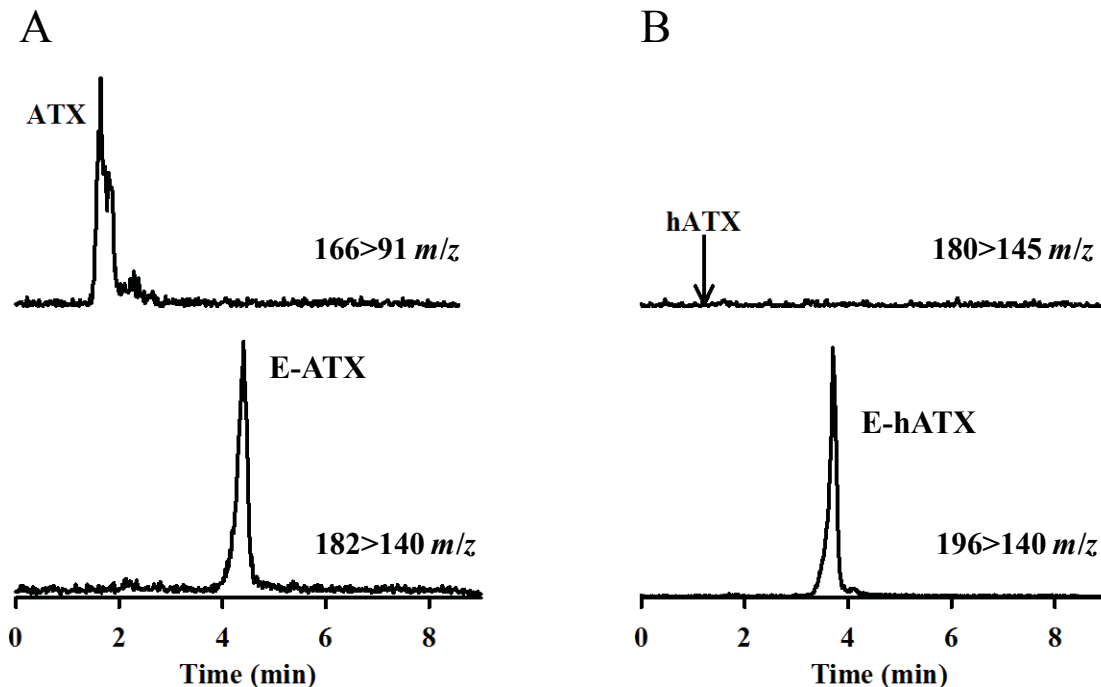 A
ATX
166>91 m/z
E-ATX
182>140 m/z
0 2 4 6 8
Time (min)
B
hATX
180>145 m/z
E-hATX
196>140 m/z
0 2 4 6 8
Time (min)